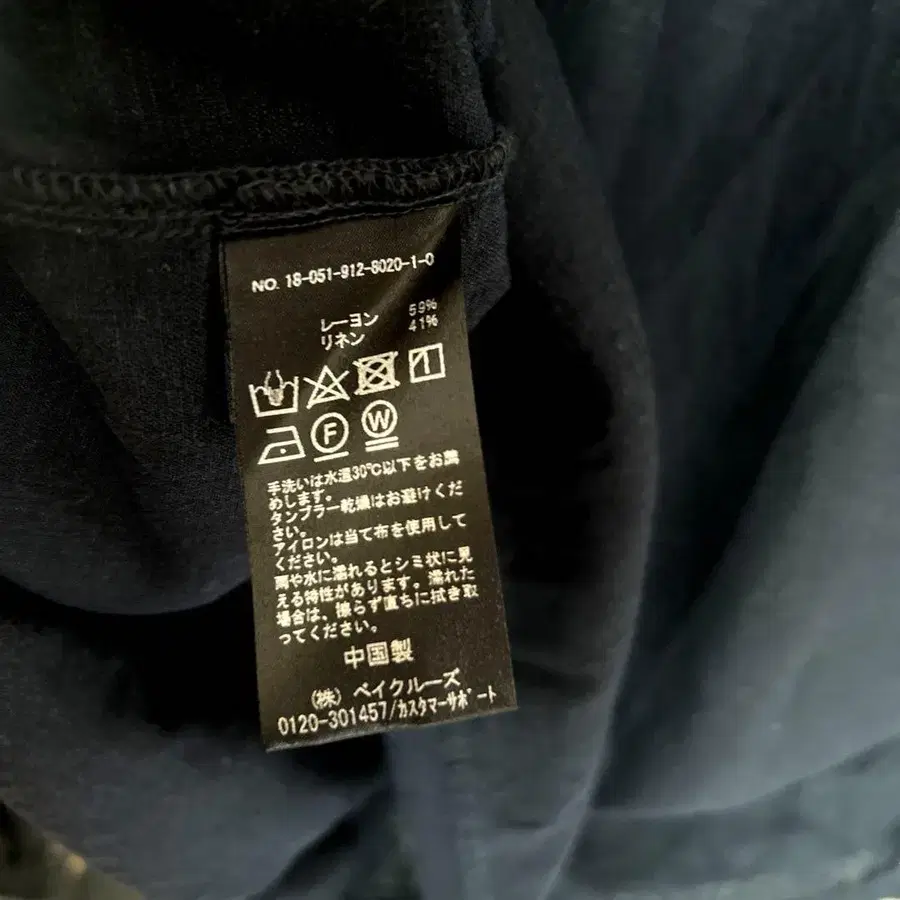 NO. 18-051-912-8020-1-0
レーヨン 59%
リネン 41%
F W
手洗いは水温30℃以下をお薦
めします。
タンブラー乾燥はお避けくだ
さい。
アイロンは当て布を使用して
ください。
雨や水に濡れるとシミ状に見
える特性があります。濡れた
場合は、擦らず直ちに拭き取
ってください。
中国製
(株) ベイクルーズ
0120-301457/カスタマーサポート